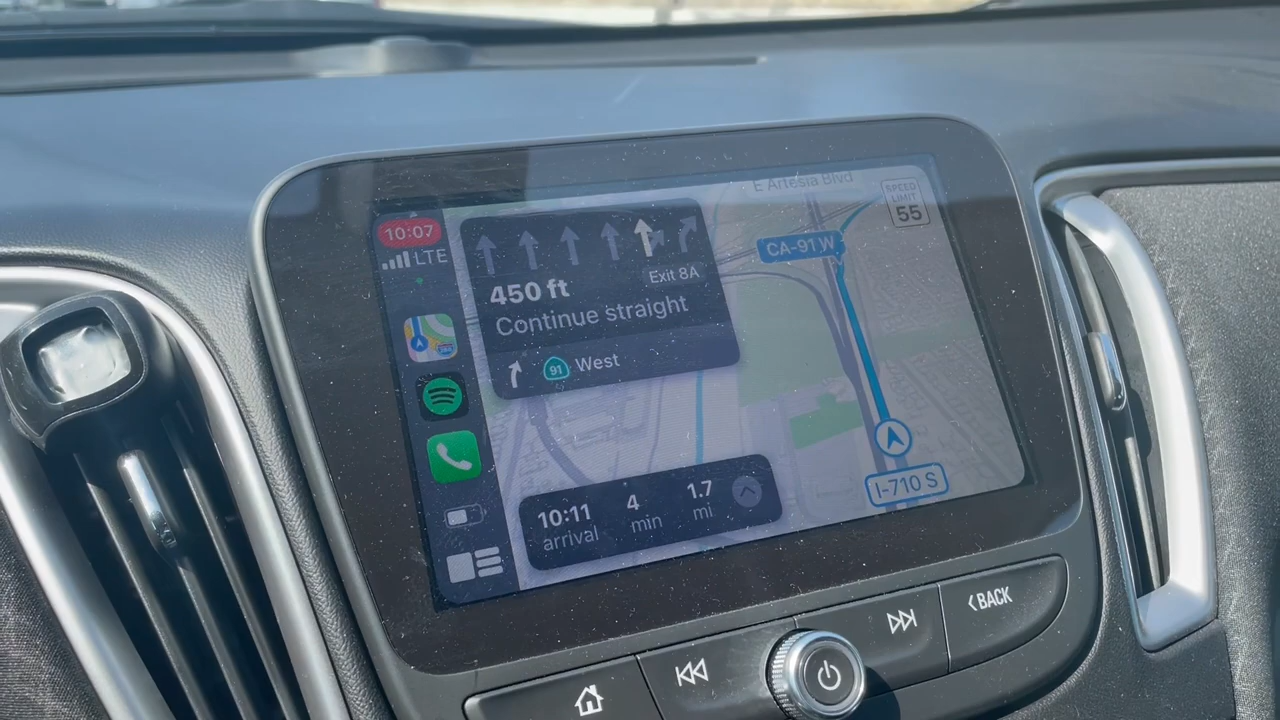 10:07
LTE
Exit 8A
450 ft
Continue straight
91 West
10:11 4 1.7
arrival min mi
E Artesia Blvd
SPEED
LIMIT
55
CA-91 W
I-710 S
BACK